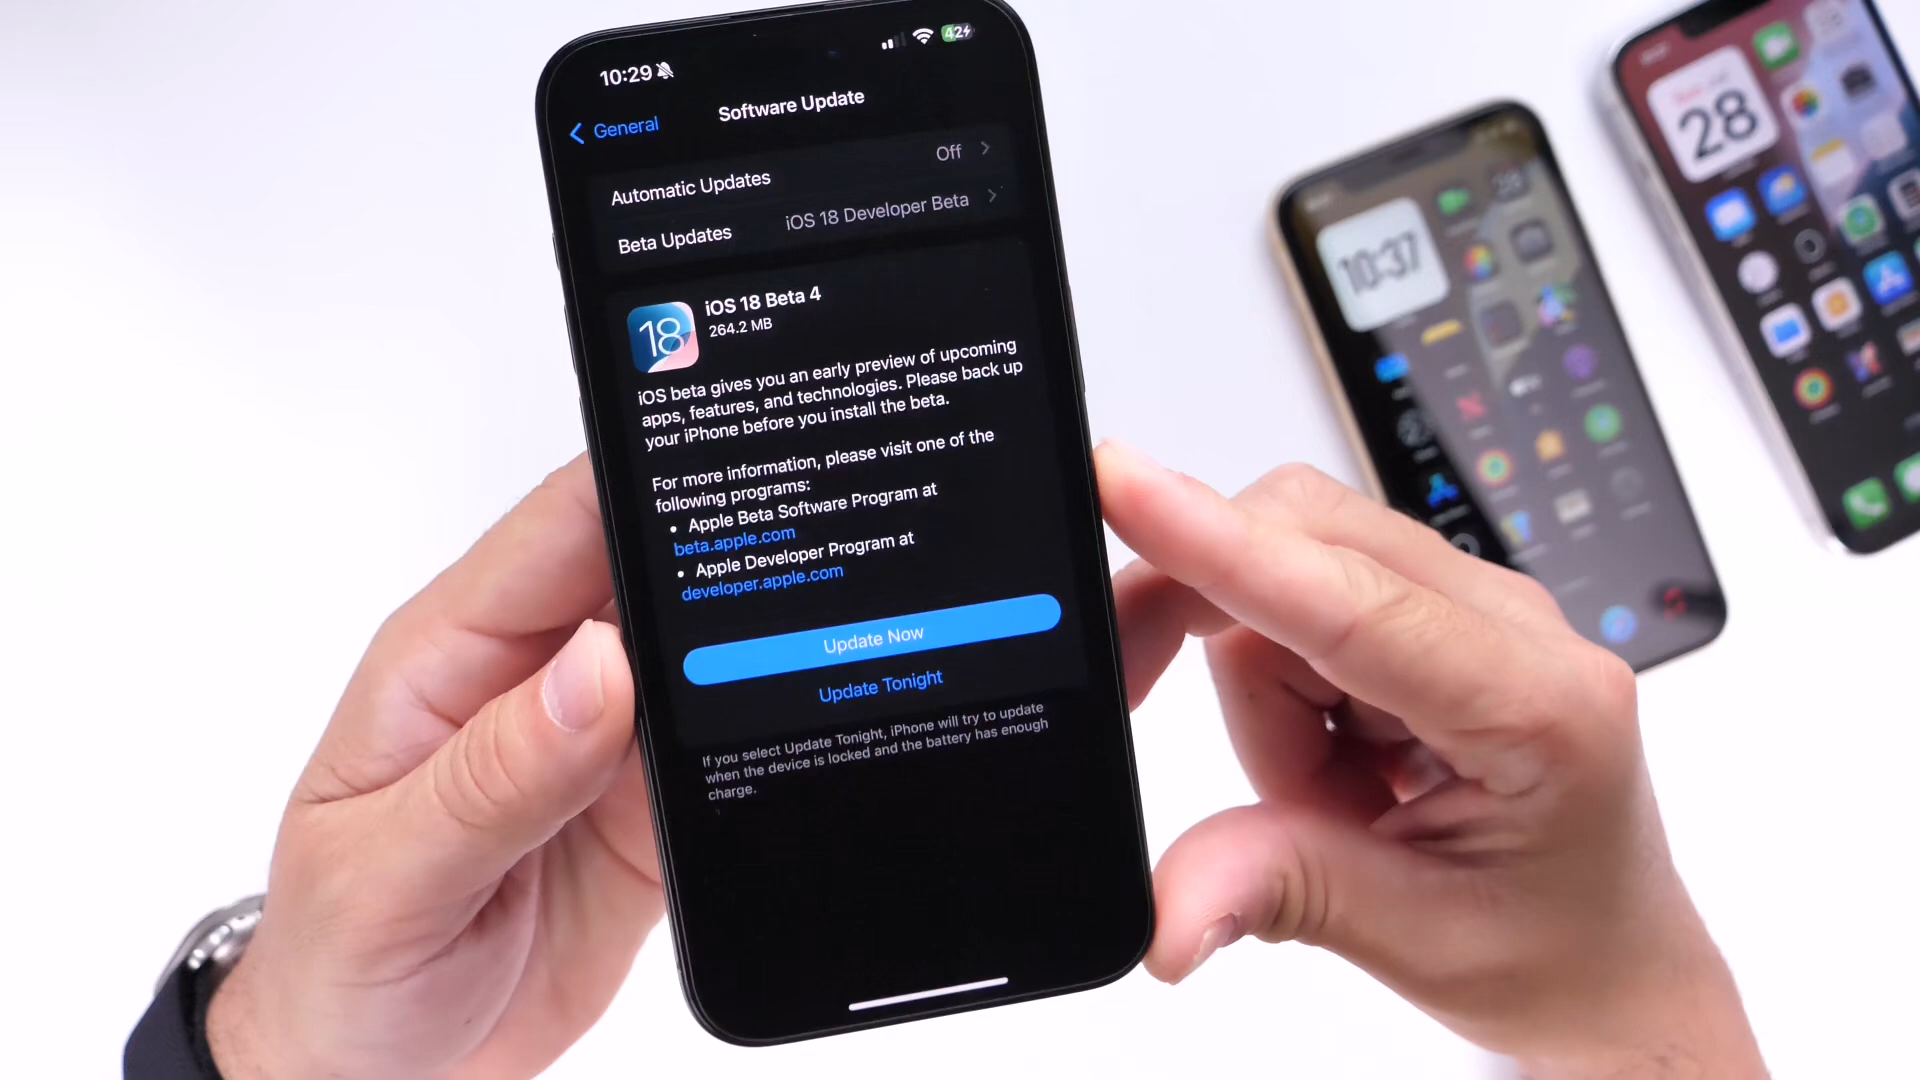 10:29
42
General
Software Update
Automatic Updates
Off
Beta Updates
iOS 18 Developer Beta
18
iOS 18 Beta 4
264.2 MB
iOS beta gives you an early preview of upcoming
apps, features, and technologies. Please back up
your iPhone before you install the beta.
For more information, please visit one of the
following programs:
• Apple Beta Software Program at
beta.apple.com
• Apple Developer Program at
developer.apple.com
Update Now
Update Tonight
If you select Update Tonight, iPhone will try to update
when the device is locked and the battery has enough
charge.
10:37
28